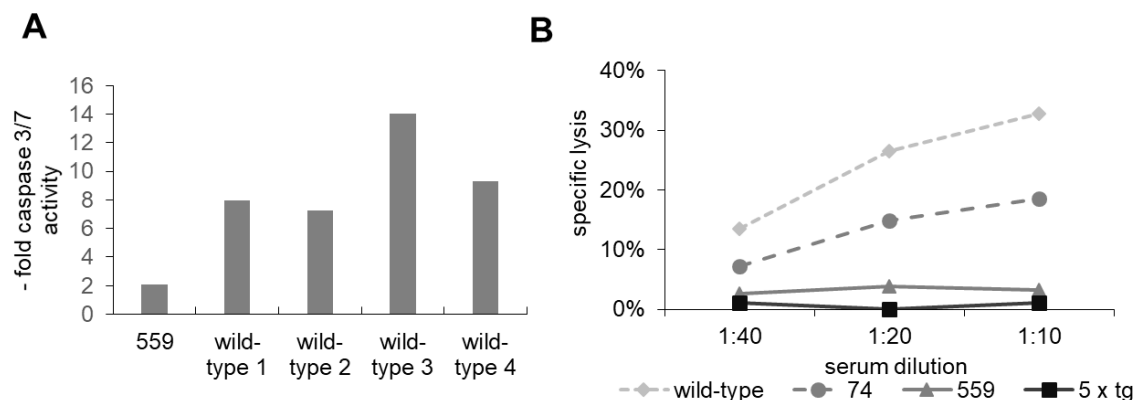 A
- fold caspase 3/7
activity
16
14
12
10
8
6
4
2
0
559
wild-
type 1
wild-
type 2
wild-
type 3
wild-
type 4
B
specific lysis
40%
30%
20%
10%
0%
1:40
1:20
1:10
serum dilution
wild-type
74
559
5 x tg